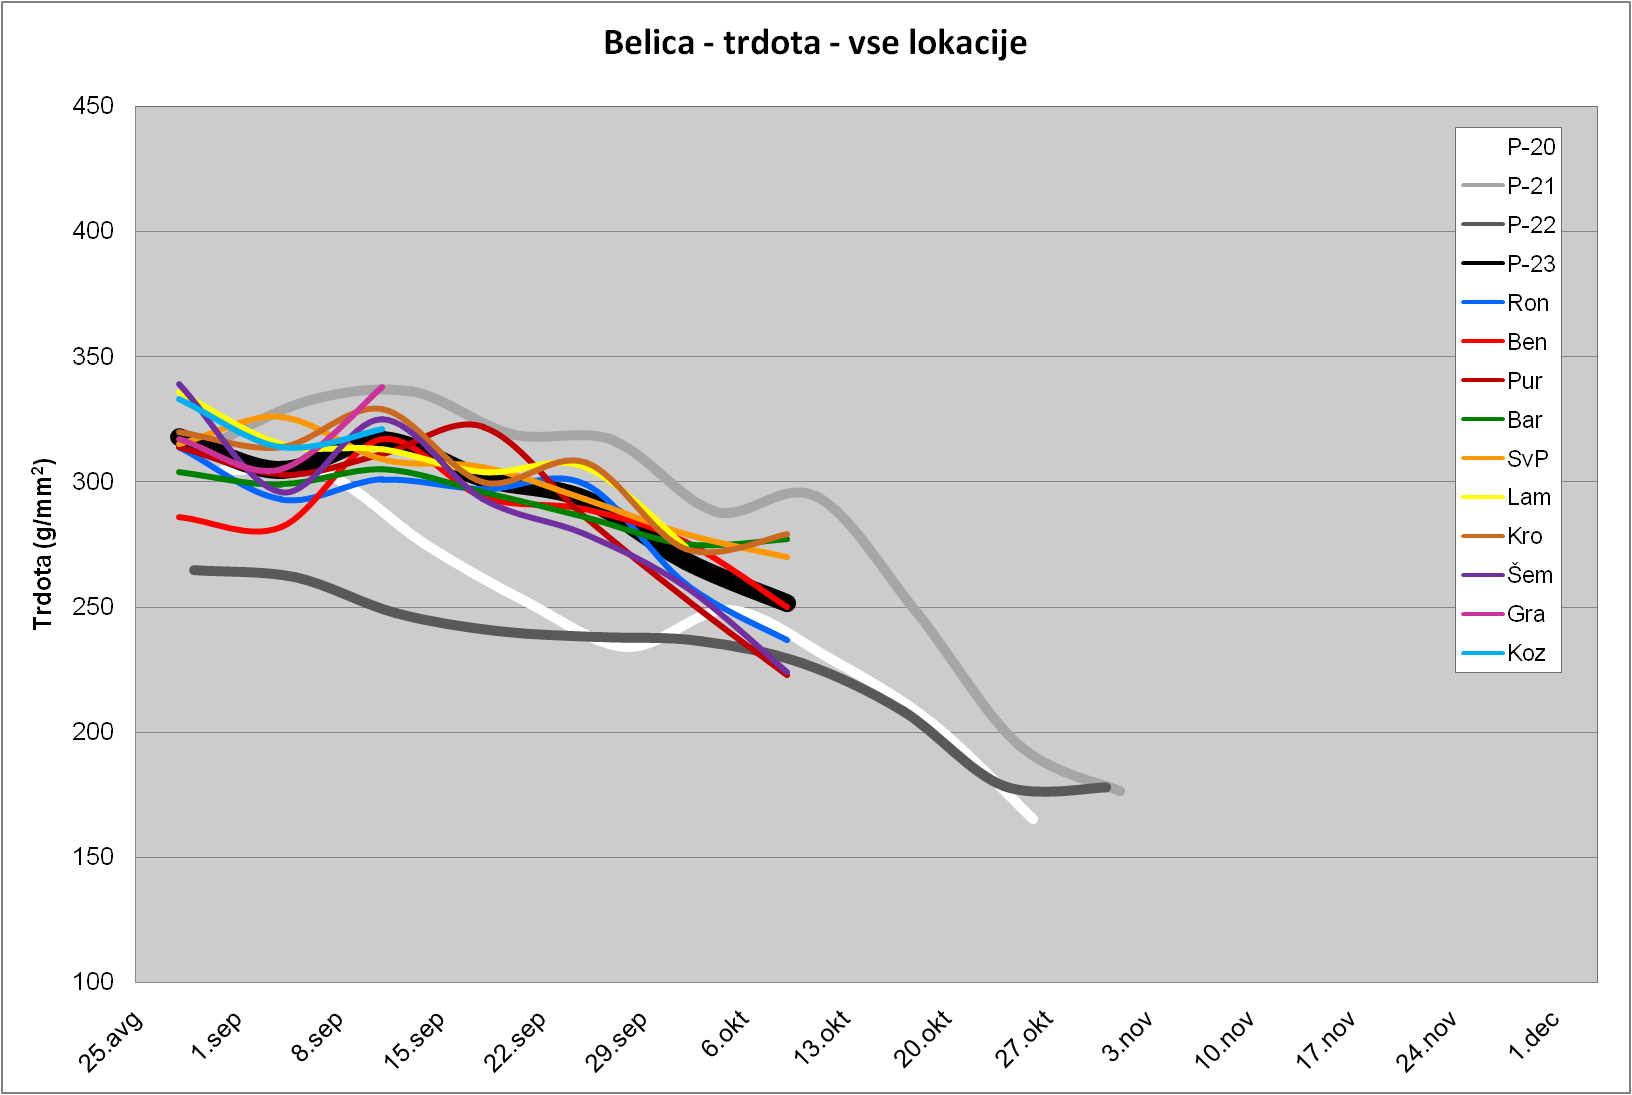 Belica - trdota - vse lokacije
450
400
350
300
250
200
150
100
Trdota (g/mm²)
25.avg
1.sep
8.sep
15.sep
22.sep
29.sep
6.okt
13.okt
20.okt
27.okt
3.nov
10.nov
17.nov
24.nov
1.dec
P-20
P-21
P-22
P-23
Ron
Ben
Pur
Bar
SvP
Lam
Kro
Šem
Gra
Koz